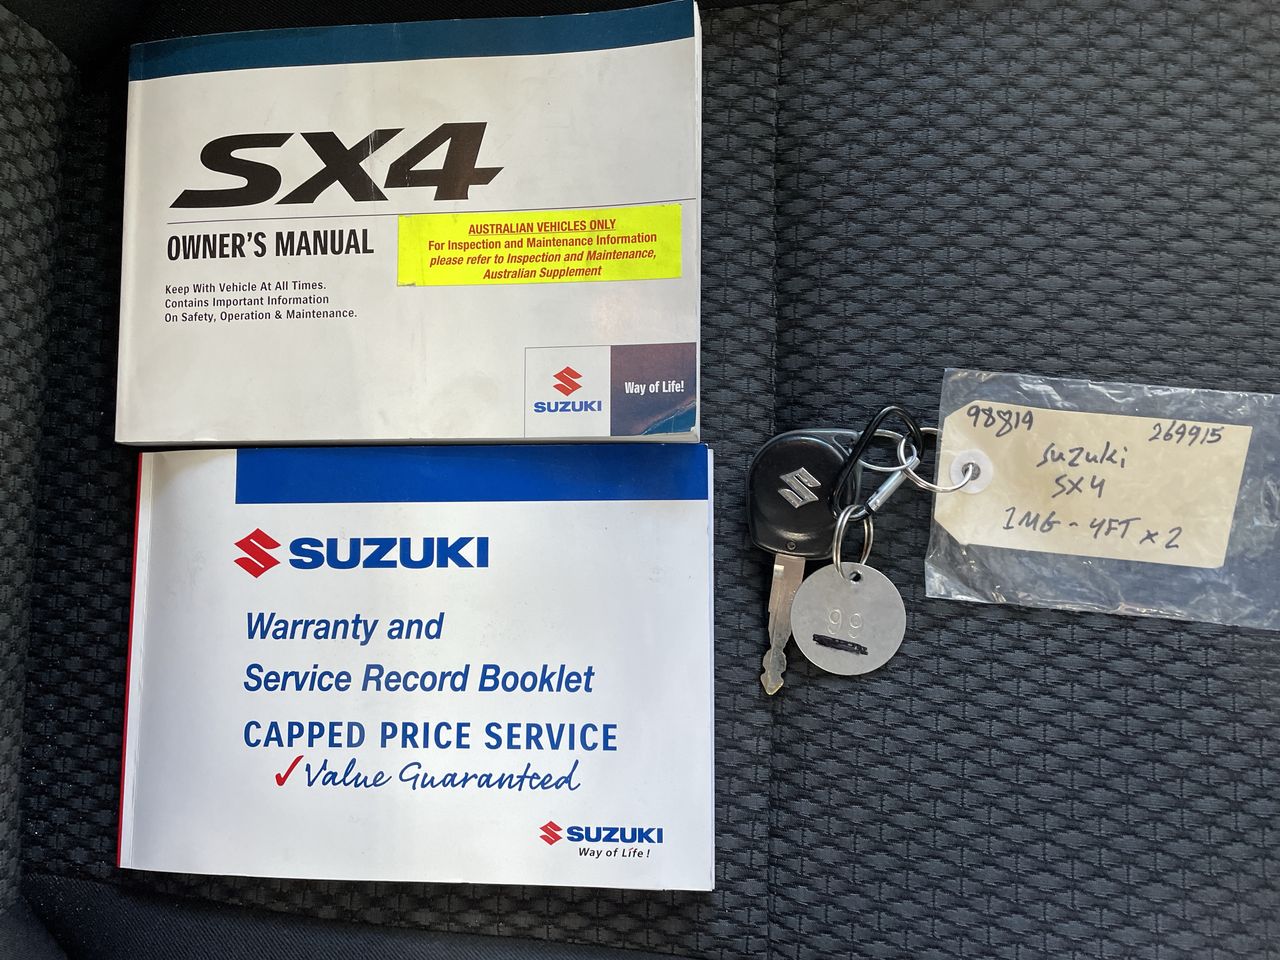 SX4
OWNER'S MANUAL
Keep With Vehicle At All Times.
Contains Important Information
On Safety, Operation & Maintenance.
AUSTRALIAN VEHICLES ONLY
For Inspection and Maintenance Information
please refer to Inspection and Maintenance,
Australian Supplement
SUZUKI
Way of Life!
SUZUKI
Warranty and
Service Record Booklet
CAPPED PRICE SERVICE
Value Guaranteed
SUZUKI
Way of Life!
98819
269915
Suzuki
SX4
1MG-4FT x2
99